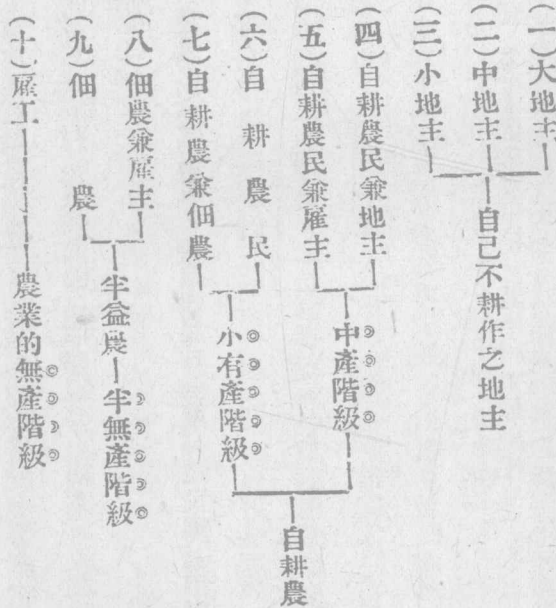 (一)大地主
(二)中地主
(三)小地主
自己不耕作之地主
(四)自耕農民兼地主
(五)自耕農民兼雇主
中產階級
(六)自耕農民
(七)自耕農兼佃農
小有產階級
自耕農
(八)佃農兼雇主
(九)佃農
半益農
半無產階級
(十)雇工
農業的無產階級